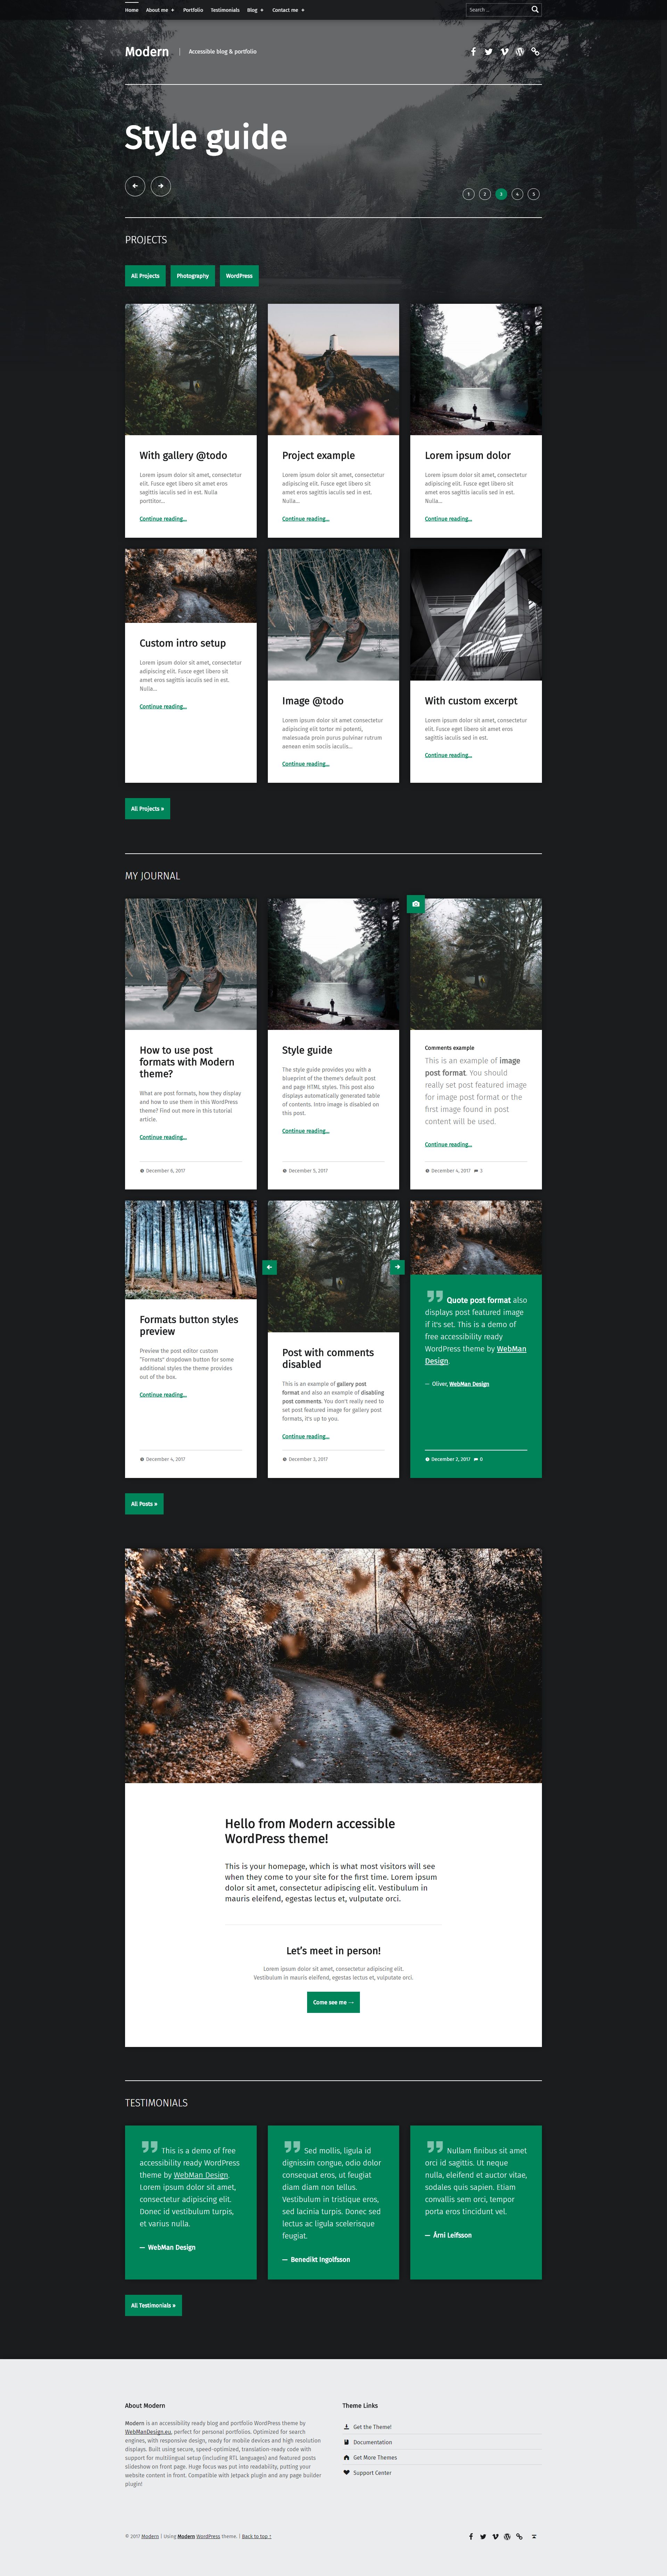 Home About me + Portfolio Testimonials Blog + Contact me + Search ...
Modern | Accessible blog & portfolio
Style guide
1 2 3 4 5
PROJECTS
All Projects Photography WordPress
With gallery @todo
Lorem ipsum dolor sit amet, consectetur
adipiscing elit. Fusce eget libero sit amet eros
sagittis iaculis sed in est. Nulla
porttitor...
Continue reading...
Project example
Lorem ipsum dolor sit amet, consectetur
adipiscing elit. Fusce eget libero sit
amet eros sagittis iaculis sed in est.
Nulla...
Continue reading...
Lorem ipsum dolor
Lorem ipsum dolor sit amet, consectetur
adipiscing elit. Fusce eget libero sit
amet eros sagittis iaculis sed in est.
Nulla...
Continue reading...
Custom intro setup
Lorem ipsum dolor sit amet, consectetur
adipiscing elit. Fusce eget libero sit
amet eros sagittis iaculis sed in est.
Nulla...
Continue reading...
Image @todo
Lorem ipsum dolor sit amet consectetur
adipiscing elit tortor mi potenti,
malesuada proin purus pulvinar rutrum
aenean enim sociis iaculis...
Continue reading...
With custom excerpt
Lorem ipsum dolor sit amet, consectetur
elit. Fusce eget libero sit amet eros
sagittis iaculis sed in est.
Continue reading...
All Projects »
MY JOURNAL
How to use post
formats with Modern
theme?
What are post formats, how they display
and how to use them in this WordPress
theme? Find out more in this tutorial
article.
Continue reading...
December 6, 2017
Style guide
The style guide provides you with a
blueprint of the theme's default post
and page HTML styles. This post also
displays automatically generated table
of contents. Intro image is disabled on
this post.
Continue reading...
December 5, 2017
Comments example
This is an example of image
post format. You should
really set post featured image
for image post format or the
first image found in post
content will be used.
Continue reading...
December 4, 2017 3
Formats button styles
preview
Preview the post editor custom
"Formats" dropdown button for some
additional styles the theme provides
out of the box.
Continue reading...
December 4, 2017
Post with comments
disabled
This is an example of gallery post
format and also an example of disabling
post comments. You don't really need to
set post featured image for gallery post
formats, it's up to you.
Continue reading...
December 3, 2017
Quote post format also
displays post featured image
if it's set. This is a demo of
free accessibility ready
WordPress theme by WebMan
Design.
— Oliver, WebMan Design
December 2, 2017 0
All Posts »
Hello from Modern accessible
WordPress theme!
This is your homepage, which is what most visitors will see
when they come to your site for the first time. Lorem ipsum
dolor sit amet, consectetur adipiscing elit. Vestibulum in
mauris eleifend, egestas lectus et, vulputate orci.
Let's meet in person!
Lorem ipsum dolor sit amet, consectetur adipiscing elit.
Vestibulum in mauris eleifend, egestas lectus et, vulputate orci.
Come see me →
TESTIMONIALS
This is a demo of free
accessibility ready WordPress
theme by WebMan Design.
Lorem ipsum dolor sit amet,
consectetur adipiscing elit.
Donec id vestibulum turpis,
et varius nulla.
— WebMan Design
Sed mollis, ligula id
dignissim congue, odio dolor
consequat eros, ut feugiat
diam diam non tellus.
Vestibulum in tristique eros,
sed lacinia turpis. Donec sed
lectus ac ligula scelerisque
feugiat.
— Benedikt Ingolfsson
Nullam finibus sit amet
orci id sagittis. Ut neque
nulla, eleifend et auctor vitae,
sodales quis sapien. Etiam
convallis sem orci, tempor
porta eros tincidunt vel.
— Árni Leifsson
All Testimonials »
About Modern
Modern is an accessibility ready blog and portfolio WordPress theme by
WebManDesign.eu, perfect for personal portfolios. Optimized for search
engines, with responsive design, ready for mobile devices and high resolution
displays. Built using secure, speed-optimized, translation-ready code with
support for multilingual setup (including RTL languages) and featured posts
slideshow on front page. Huge focus was put into readability, putting your
website content in front. Compatible with Jetpack plugin and any page builder
plugin!
Theme Links
Get the Theme!
Documentation
Get More Themes
Support Center
© 2017 Modern | Using Modern WordPress theme. | Back to top ↑